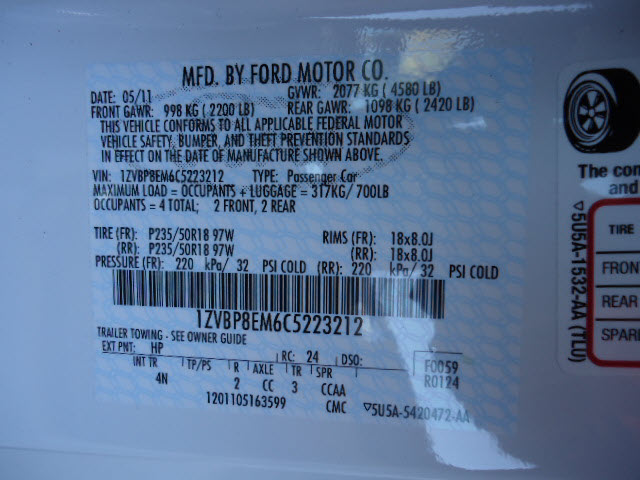 MFD. BY FORD MOTOR CO.
DATE: 05/11
GVWR: 2077 KG ( 4580 LB)
FRONT GAWR: 998 KG ( 2200 LB)
REAR GAWR: 1098 KG ( 2420 LB)
THIS VEHICLE CONFORMS TO ALL APPLICABLE FEDERAL MOTOR
VEHICLE SAFETY, BUMPER, AND THEFT PREVENTION STANDARDS
IN EFFECT ON THE DATE OF MANUFACTURE SHOWN ABOVE.
VIN: 1ZVBP8EM6C5223212 TYPE: Passenger Car
MAXIMUM LOAD = OCCUPANTS + LUGGAGE = 317KG/ 700LB
OCCUPANTS = 4 TOTAL; 2 FRONT, 2 REAR
TIRE (FR): P235/50R18 97W RIMS (FR): 18x8.0J
(RR): P235/50R18 97W (RR): 18x8.0J
PRESSURE (FR): 220 kPa/ 32 PSI COLD (RR): 220 kPa/ 32 PSI COLD
1ZVBP8EM6C5223212
TRAILER TOWING - SEE OWNER GUIDE
EXT PNT: HP RC: 24 DSO:
INT TR TP/PS R AXLE TR SPR
4N 2 CC 3 CCAA
F0059
R0124
1201105163599 CMC ▽5U5A-5420472-AA
The con
▽5U5A-1532-AA (7LU)
TIRE
FRON
REAR
SPAR